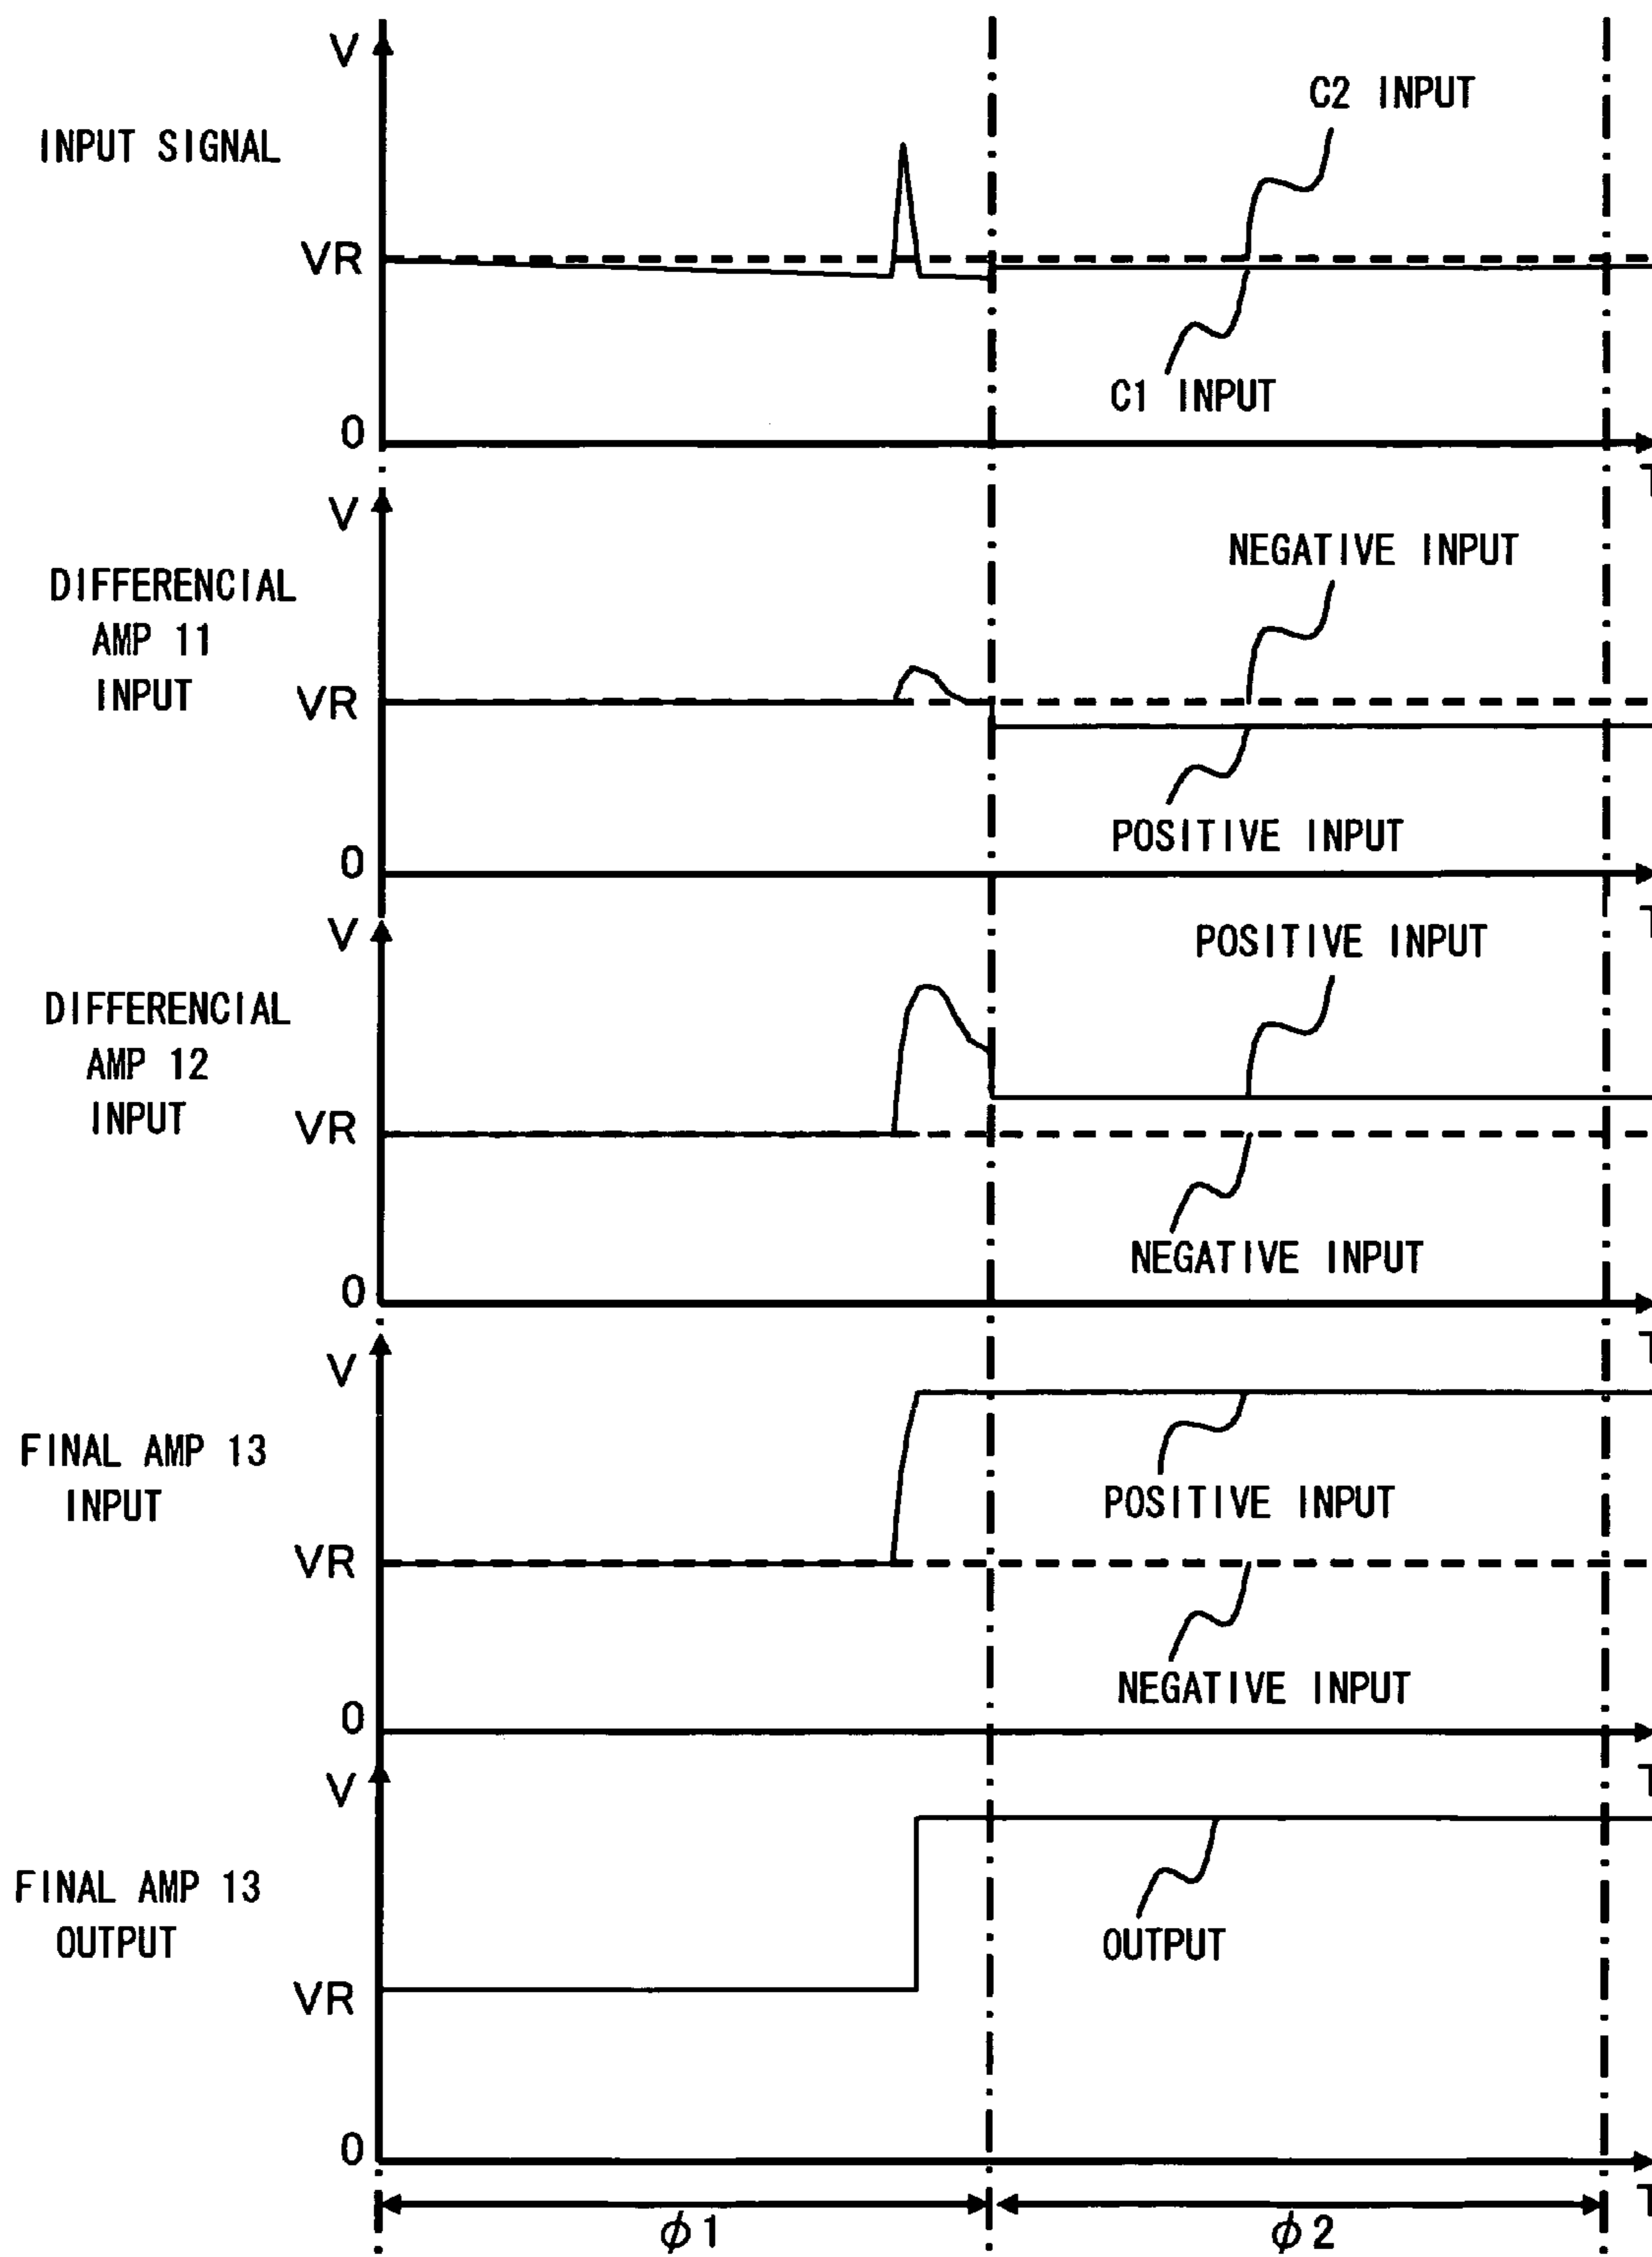 V
C2 INPUT
INPUT SIGNAL
VR
C1 INPUT
0
T
V
NEGATIVE INPUT
DIFFERENCIAL
AMP 11
INPUT
VR
POSITIVE INPUT
0
T
V
POSITIVE INPUT
DIFFERENCIAL
AMP 12
INPUT
VR
NEGATIVE INPUT
0
T
V
FINAL AMP 13
INPUT
POSITIVE INPUT
VR
NEGATIVE INPUT
0
T
V
FINAL AMP 13
OUTPUT
OUTPUT
VR
0
T
ϕ1
ϕ2